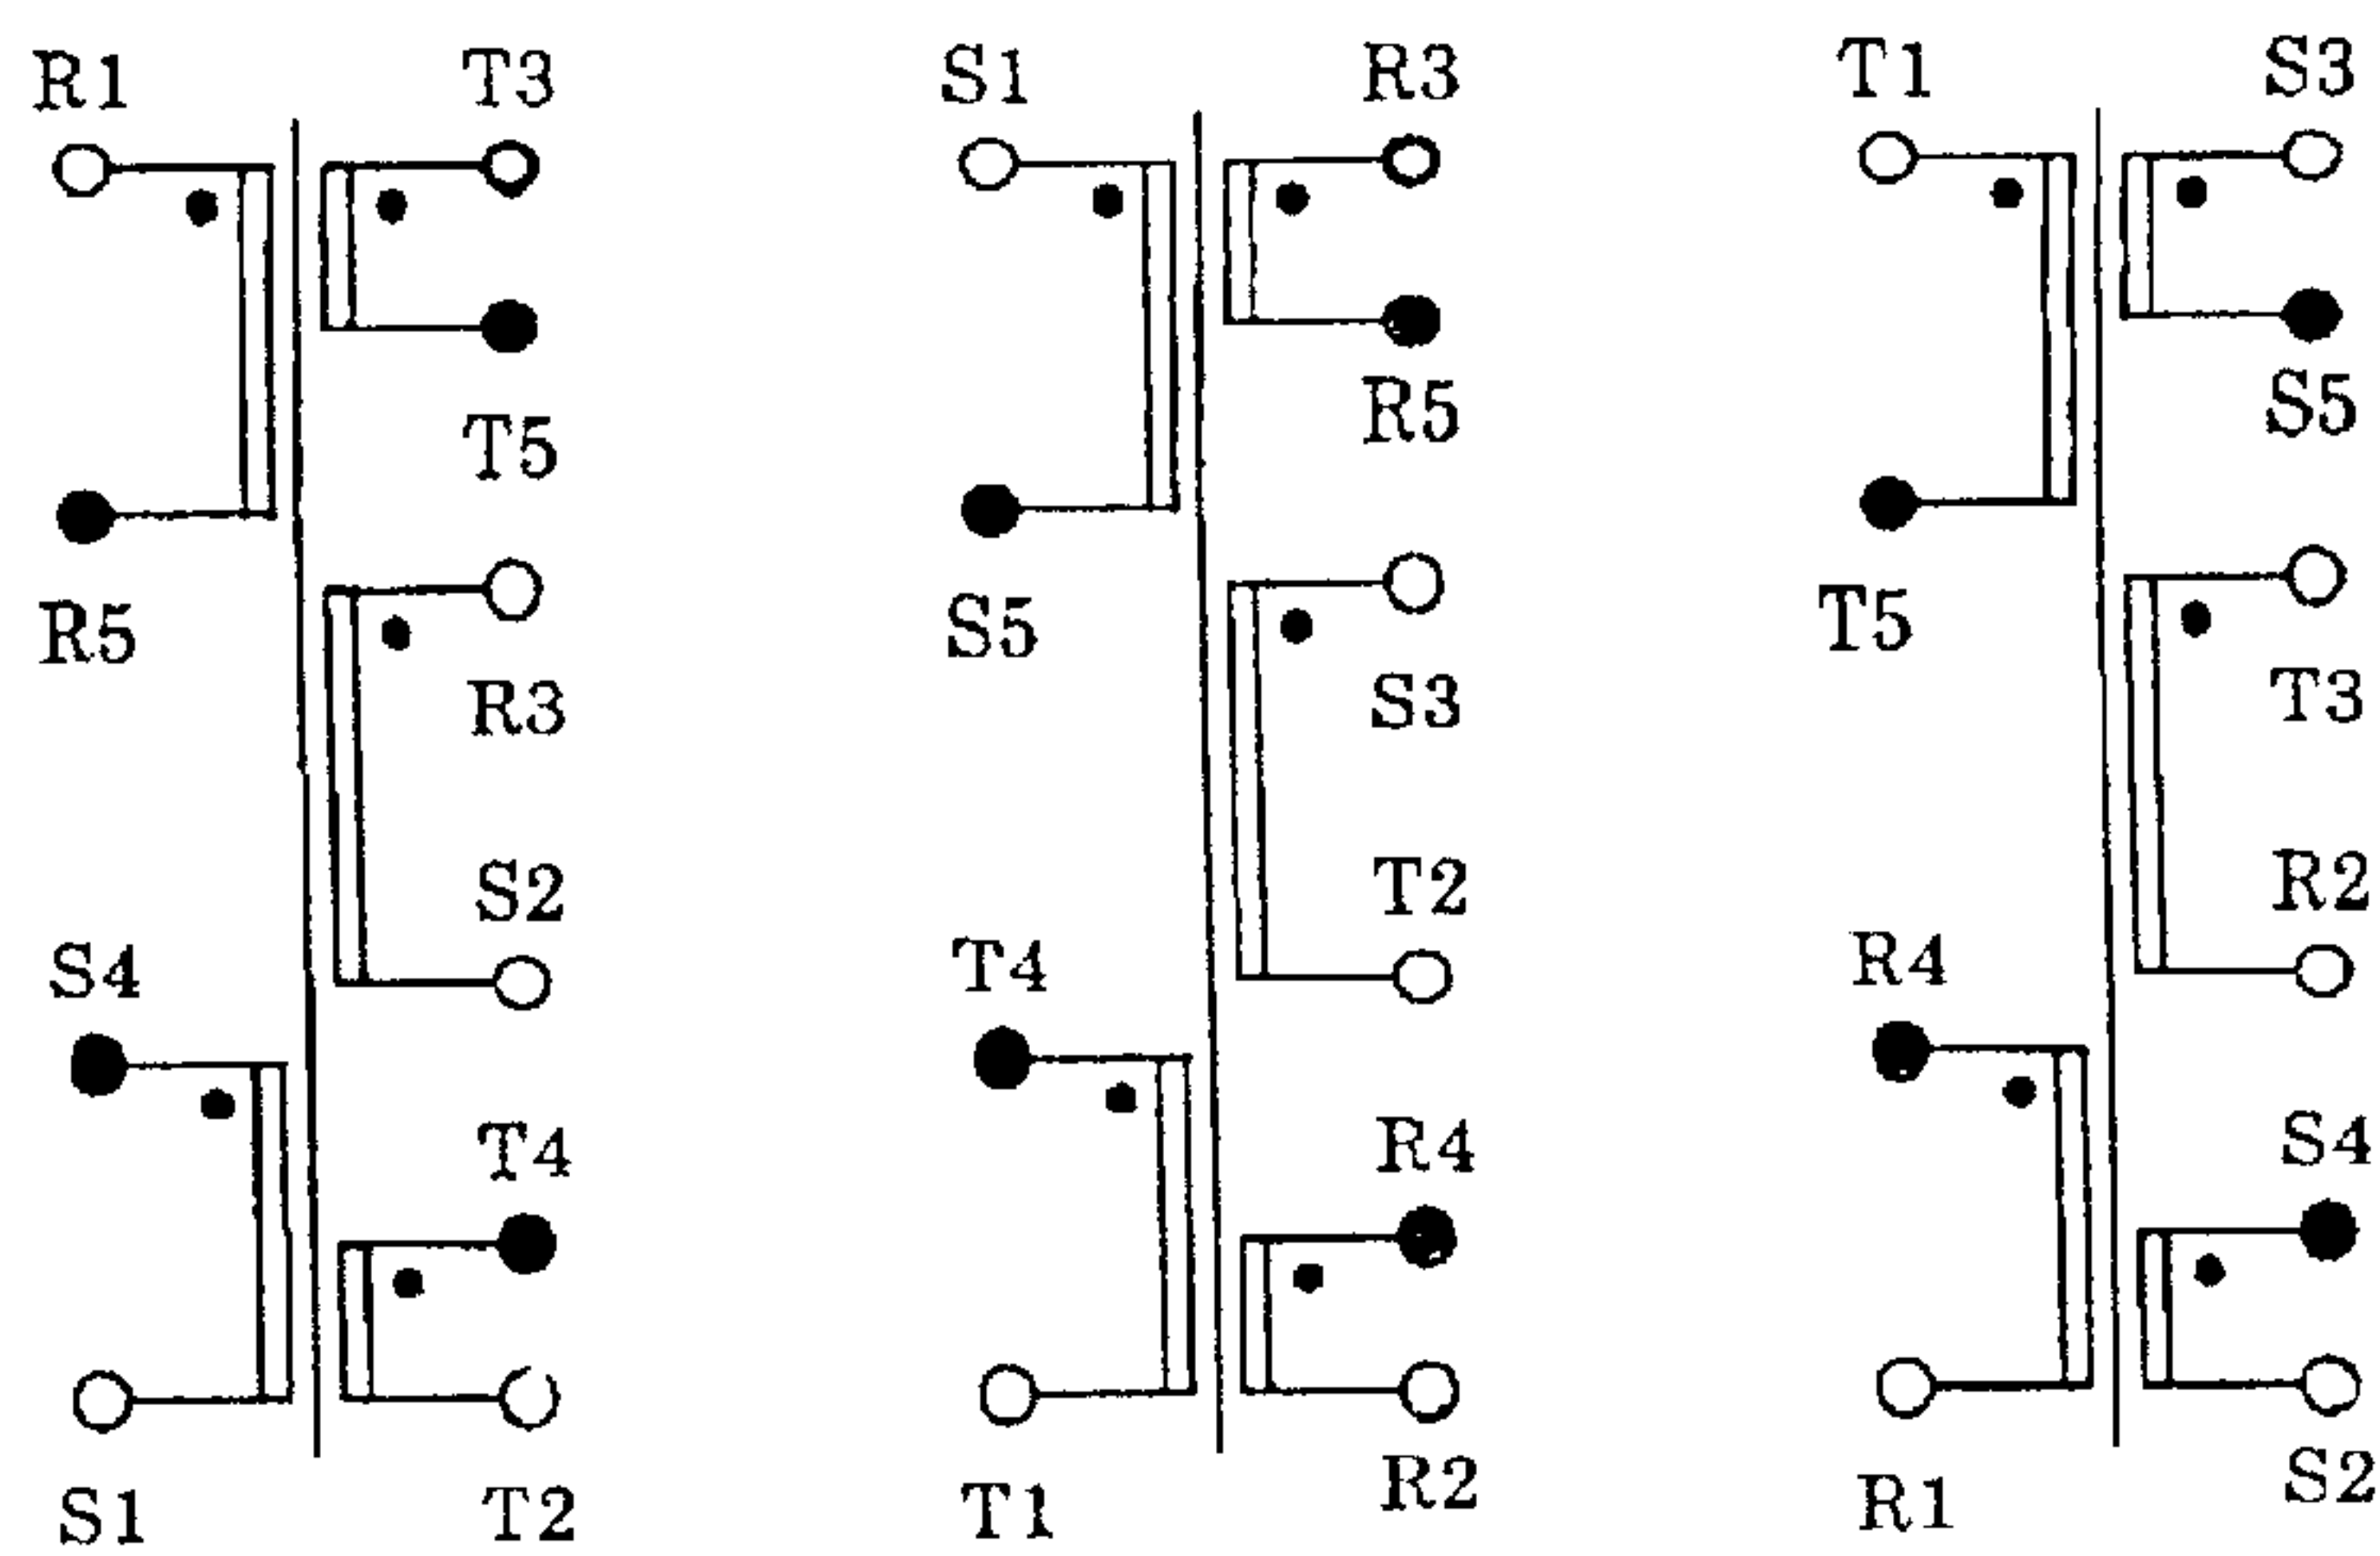 R1 T3 S1 R3 T1 S3
T5 R5 S5
R5 S5 T5
R3 S3 T3
S2 T2 R2
S4 T4 R4
T4 R4 S4
S1 T2 T1 R2 R1 S2